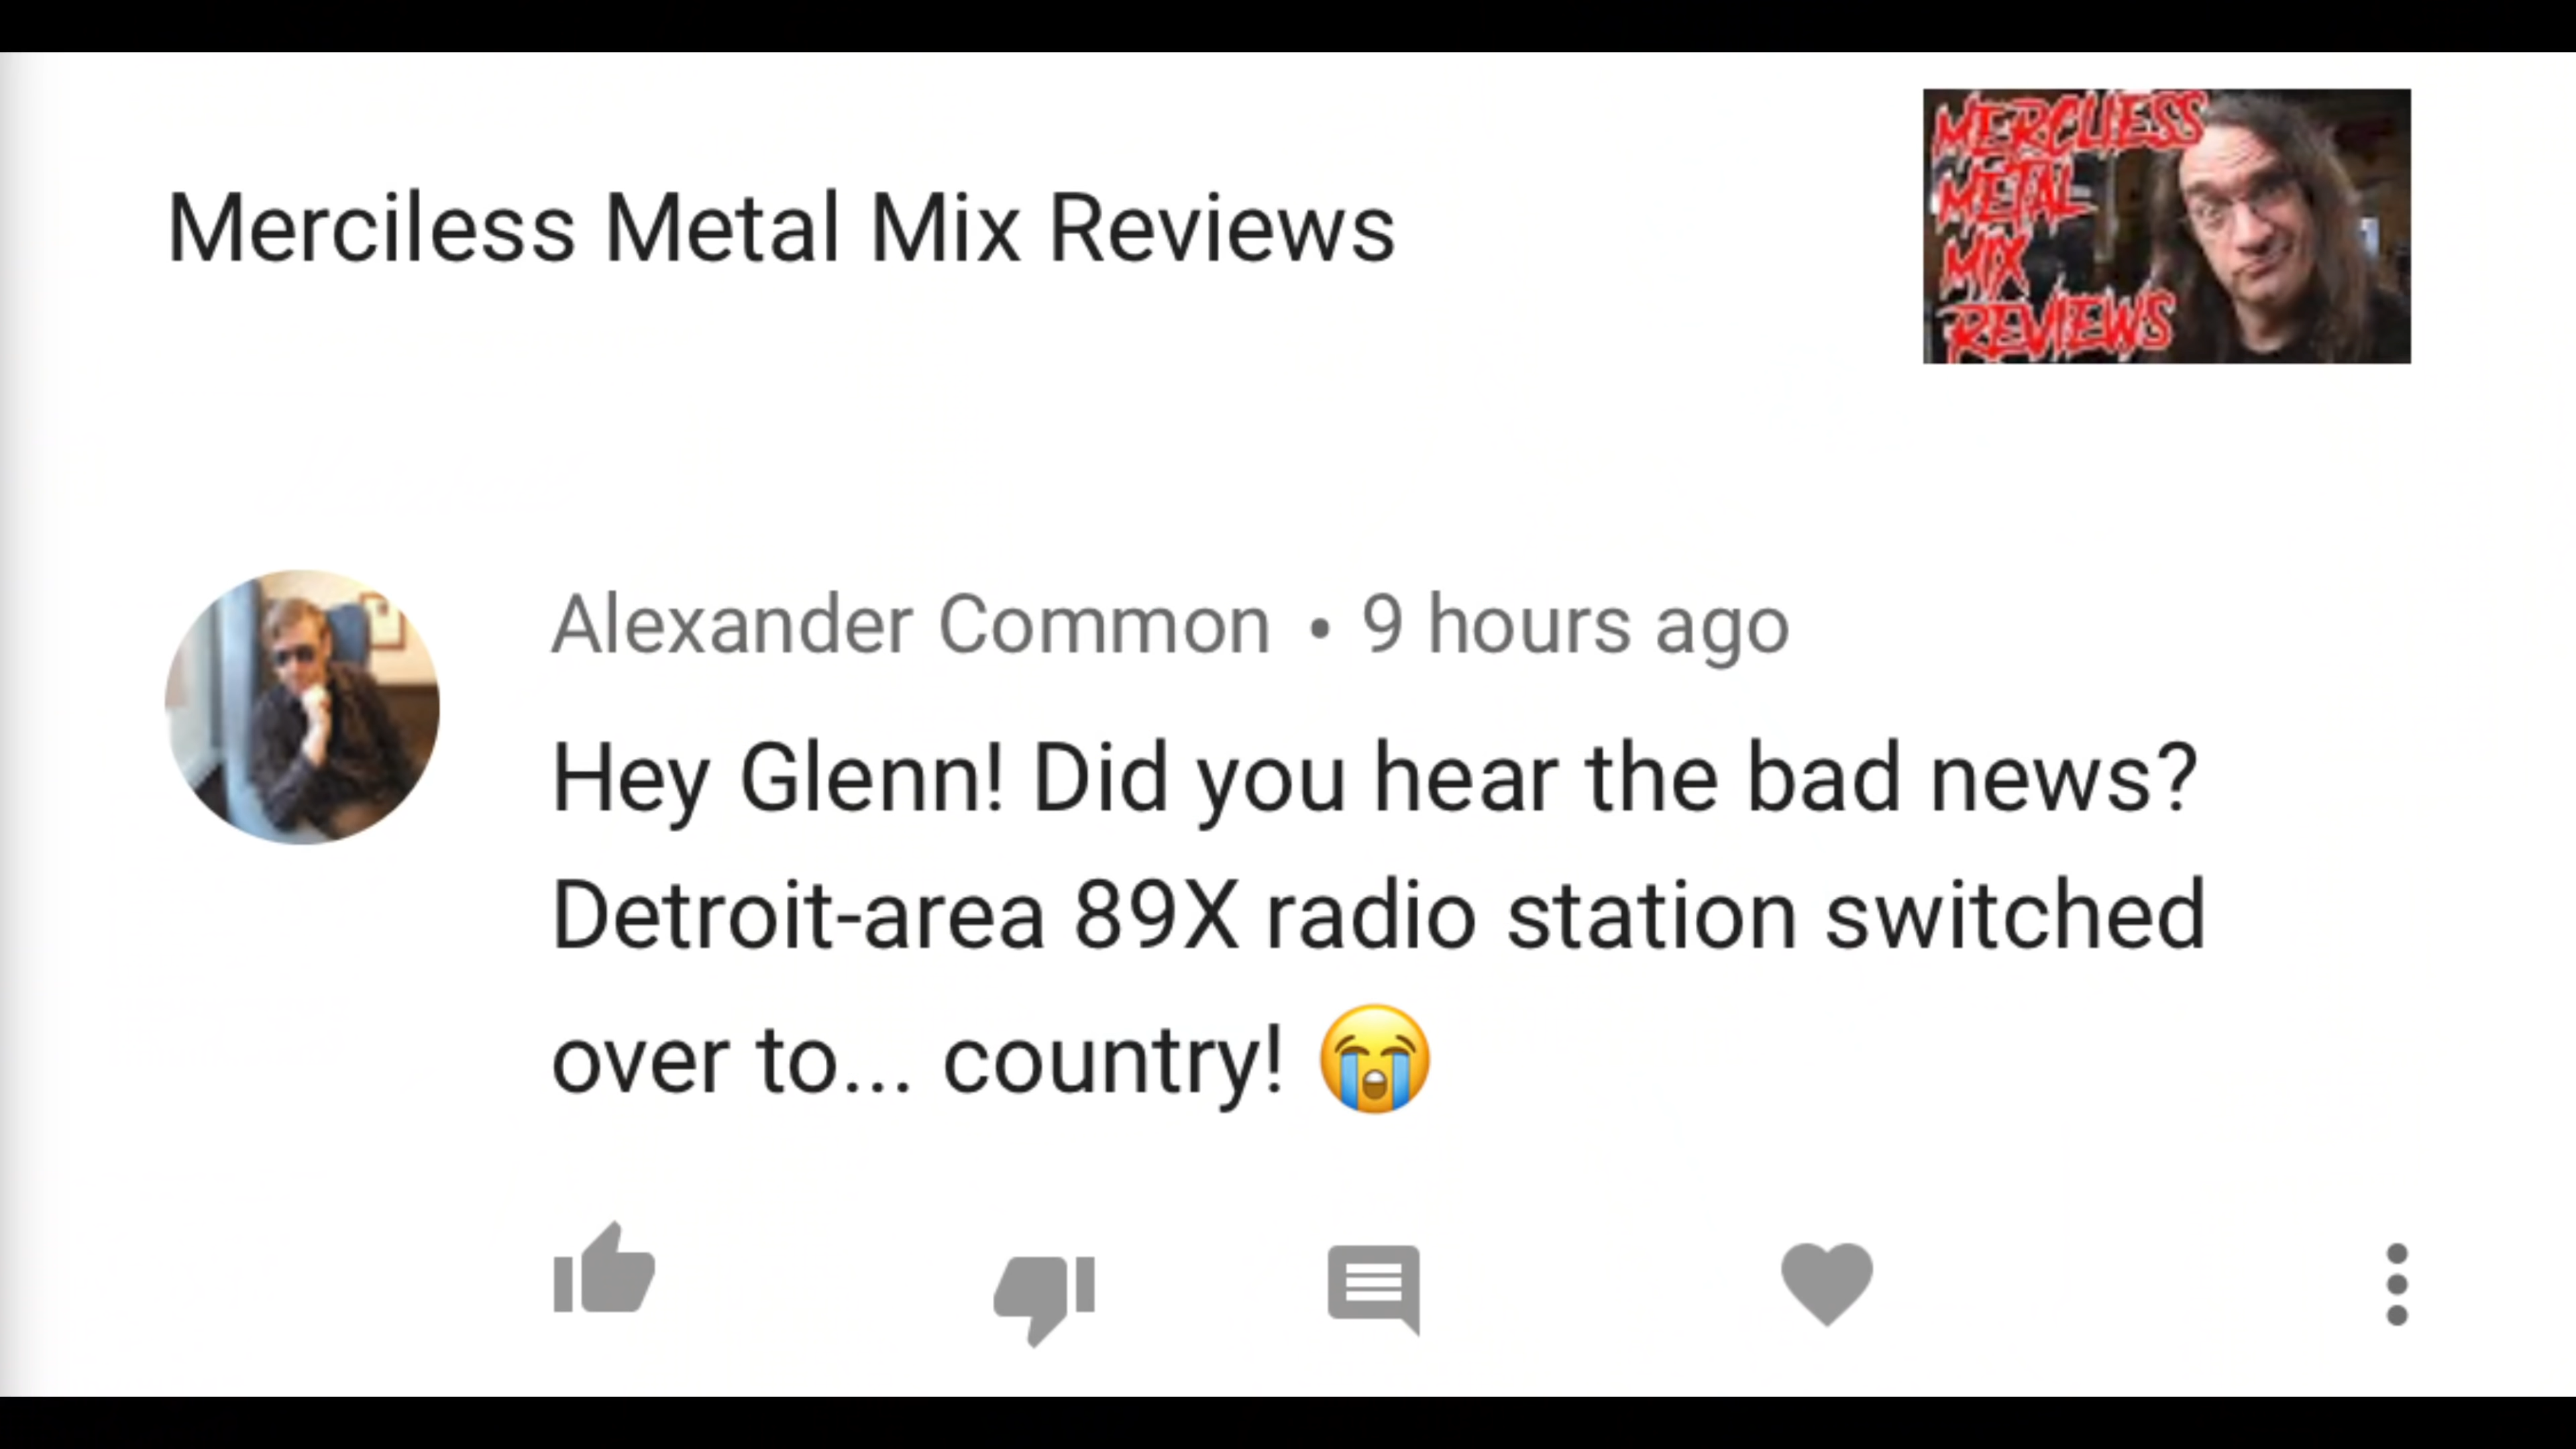 Merciless Metal Mix Reviews
MERCILESS
METAL
MIX
REVIEWS
Alexander Common • 9 hours ago
Hey Glenn! Did you hear the bad news?
Detroit-area 89X radio station switched
over to... country! 😭